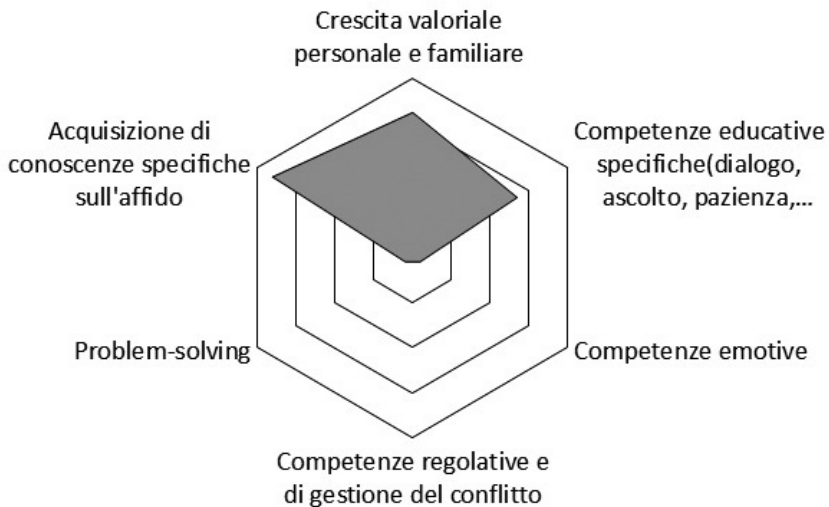 Crescita valoriale
personale e familiare
Acquisizione di
conoscenze specifiche
sull'affido
Competenze educative
specifiche(dialogo,
ascolto, pazienza,...
Problem-solving
Competenze emotive
Competenze regolative e
di gestione del conflitto